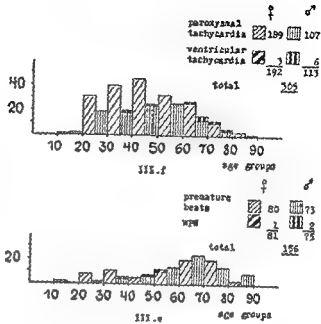 ♀ ♂
paroxysmal
tachycardia 189 107
ventricular
tachycardia 3 6
192 113
total 305
40
20
10 20 30 40 50 60 70 80 90
III.f age groups
♀ ♂
premature
beats 80 73
WPW 1 2
81 75
total 156
20
10 20 30 40 50 60 70 80 90
III.e age groups